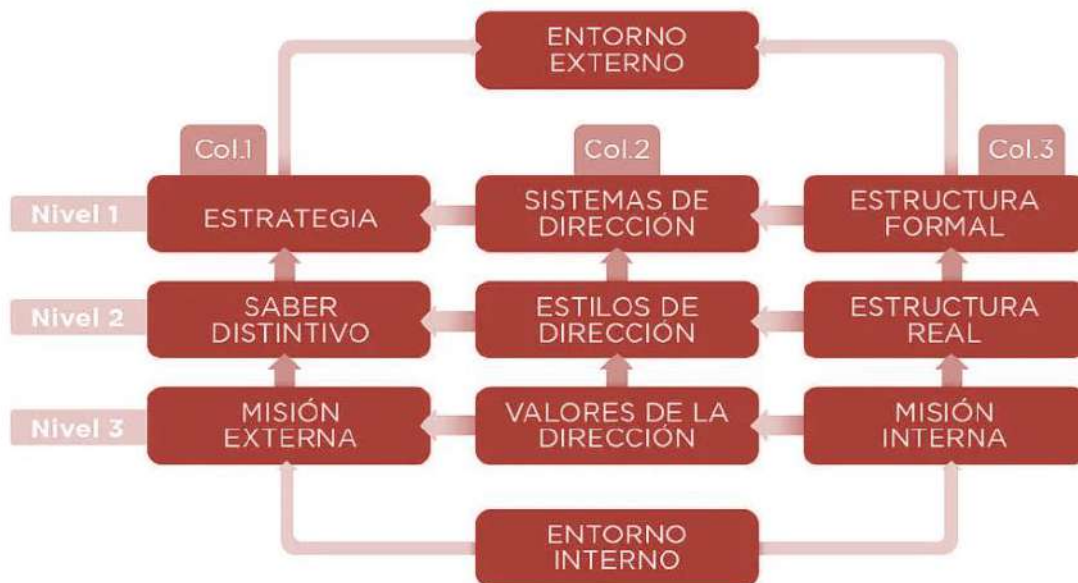 ENTORNO
EXTERNO
Col.1
Col.2
Col.3
Nivel 1
ESTRATEGIA
SISTEMAS DE
DIRECCIÓN
ESTRUCTURA
FORMAL
Nivel 2
SABER
DISTINTIVO
ESTILOS DE
DIRECCIÓN
ESTRUCTURA
REAL
Nivel 3
MISIÓN
EXTERNA
VALORES DE LA
DIRECCIÓN
MISIÓN
INTERNA
ENTORNO
INTERNO